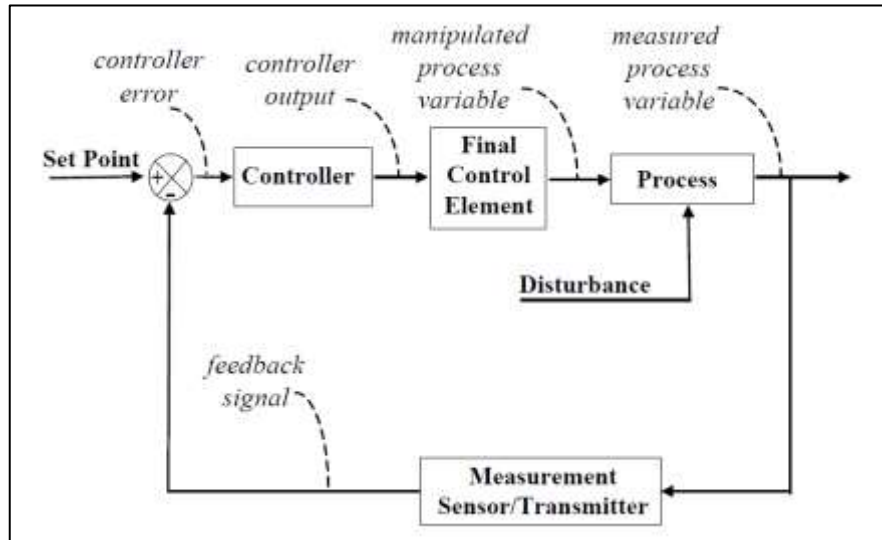 controller
error
controller
output
manipulated
process
variable
measured
process
variable
Set Point
+
-
Controller
Final
Control
Element
Process
Disturbance
feedback
signal
Measurement
Sensor/Transmitter